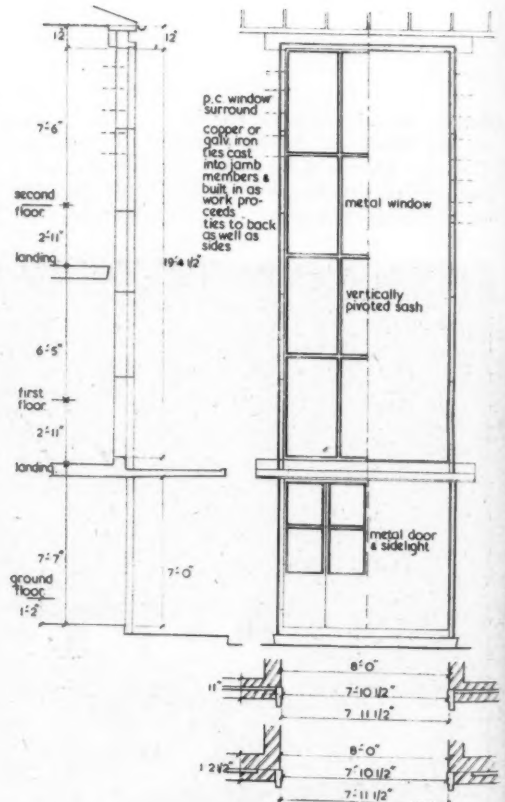 12"
12"
7'-6"
second
floor
2'-11"
landing
19'-4 1/2"
6'-5"
first
floor
2'-11"
landing
7'-7"
7'-0"
ground
floor
1'-2"
p.c. window
surround
copper or
galv. iron
ties cast
into jamb
members &
built in as
work pro-
ceeds
ties to back
as well as
sides
metal window
vertically
pivoted sash
metal door
& sidelight
8'-0"
11"
7'-10 1/2"
7'-11 1/2"
8'-0"
1'-2 1/2"
7'-10 1/2"
7'-11 1/2"